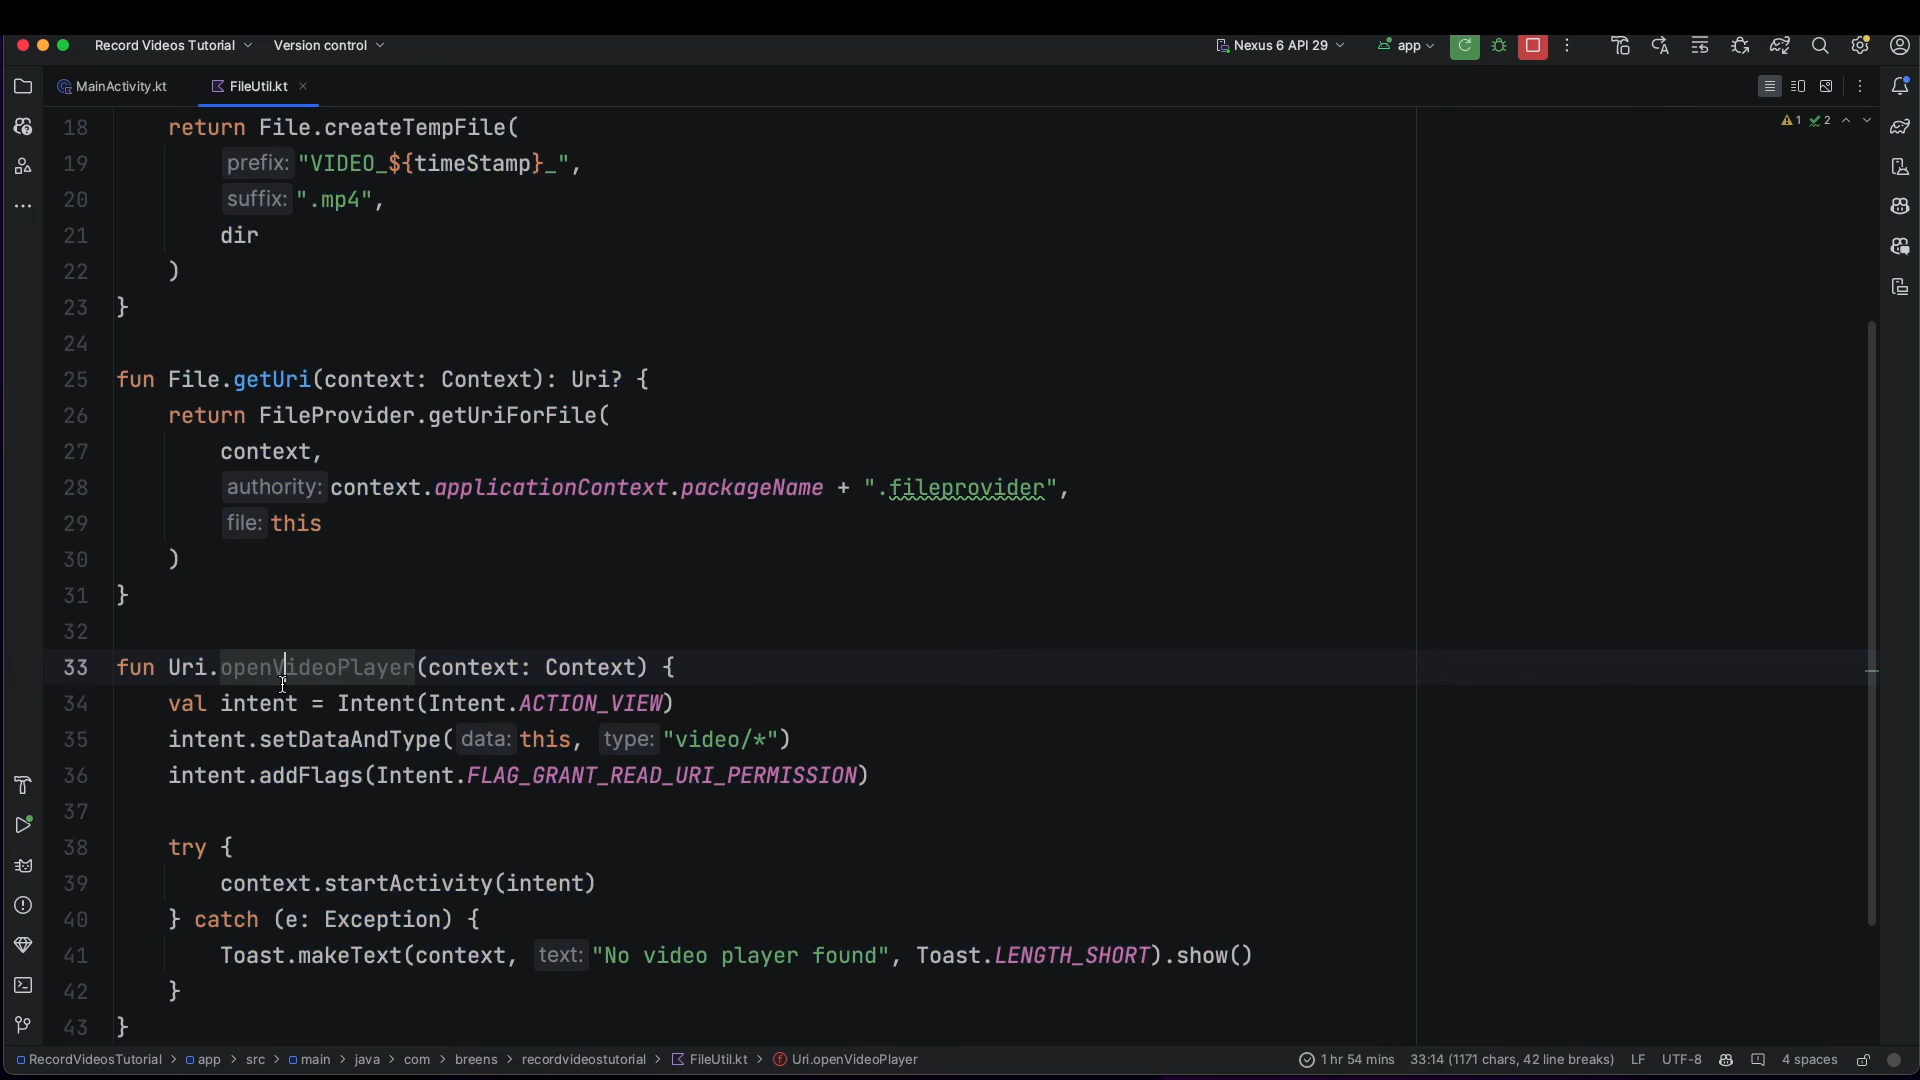 Record Videos Tutorial
Version control
Nexus 6 API 29
app
MainActivity.kt
FileUtil.kt
1
2
18 return File.createTempFile(
19 prefix: "VIDEO_${timeStamp}_",
20 suffix: ".mp4",
21 dir
22 )
23 }
24
25 fun File.getUri(context: Context): Uri? {
26 return FileProvider.getUriForFile(
27 context,
28 authority: context.applicationContext.packageName + ".fileprovider",
29 file: this
30 )
31 }
32
33 fun Uri.openVideoPlayer(context: Context) {
34 val intent = Intent(Intent.ACTION_VIEW)
35 intent.setDataAndType( data: this, type: "video/*")
36 intent.addFlags(Intent.FLAG_GRANT_READ_URI_PERMISSION)
37
38 try {
39 context.startActivity(intent)
40 } catch (e: Exception) {
41 Toast.makeText(context, text: "No video player found", Toast.LENGTH_SHORT).show()
42 }
43 }
RecordVideosTutorial > app > src > main > java > com > breens > recordvideostutorial > FileUtil.kt > Uri.openVideoPlayer
1 hr 54 mins 33:14 (1171 chars, 42 line breaks) LF UTF-8 4 spaces